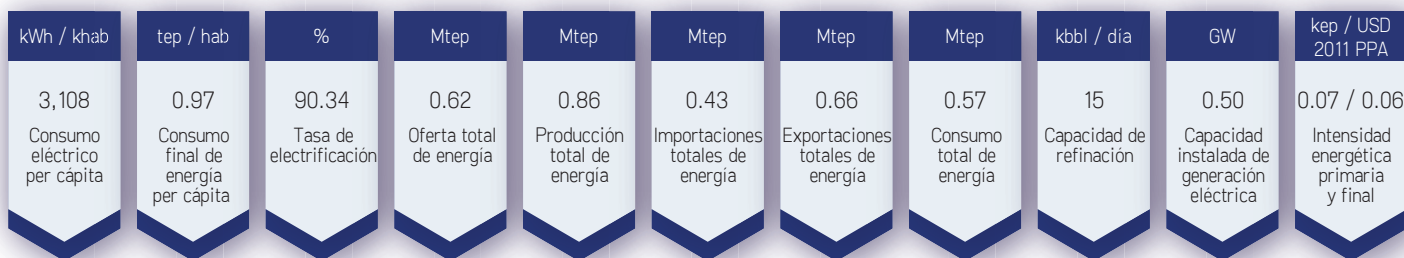 kWh / khab
3,108
Consumo
eléctrico
per cápita
tep / hab
0.97
Consumo
final de
energía
per cápita
%
90.34
Tasa de
electrificación
Mtep
0.62
Oferta total
de energía
Mtep
0.86
Producción
total de
energía
Mtep
0.43
Importaciones
totales de
energía
Mtep
0.66
Exportaciones
totales de
energía
Mtep
0.57
Consumo
total de
energía
kbbl / día
15
Capacidad de
refinación
GW
0.50
Capacidad
instalada de
generación
eléctrica
kep / USD
2011 PPA
0.07 / 0.06
Intensidad
energética
primaria
y final